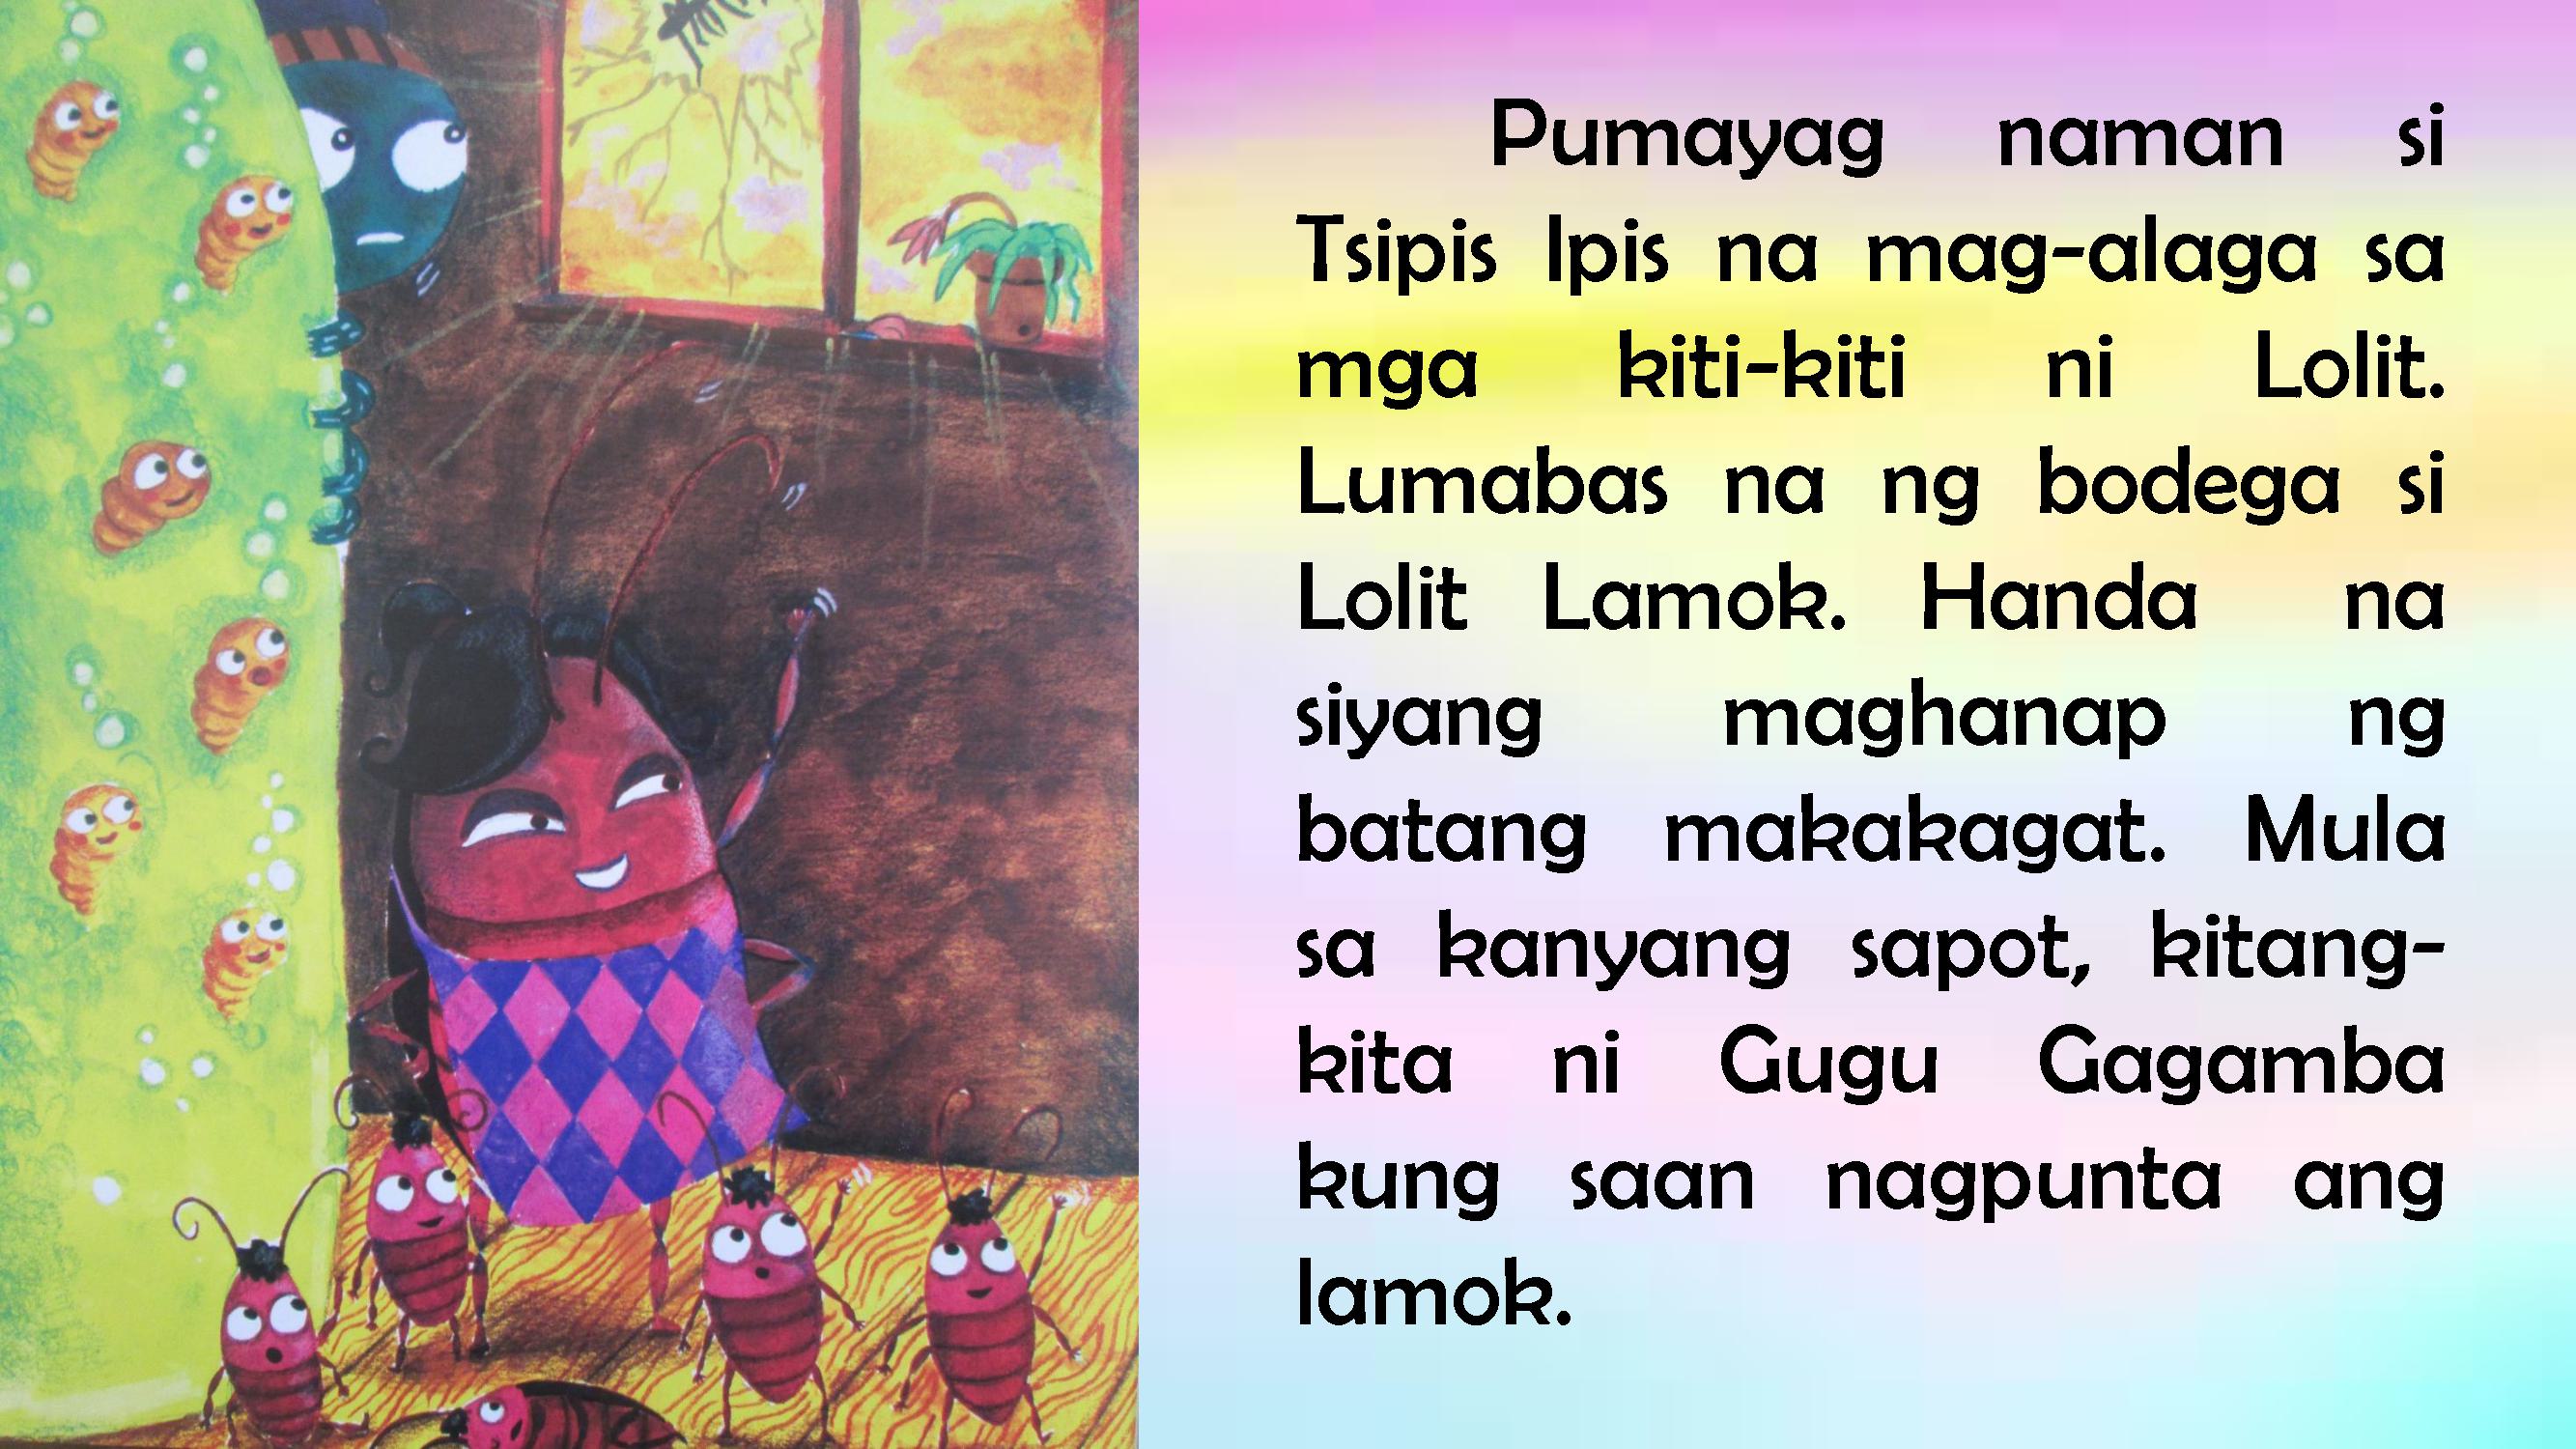 Pumayag naman si
Tsipis Ipis na mag-alaga sa
mga kiti-kiti ni Lolit.
Lumabas na ng bodega si
Lolit Lamok. Handa na
siyang maghanap ng
batang makakagat. Mula
sa kanyang sapot, kitang-
kita ni Gugu Gagamba
kung saan nagpunta ang
lamok.